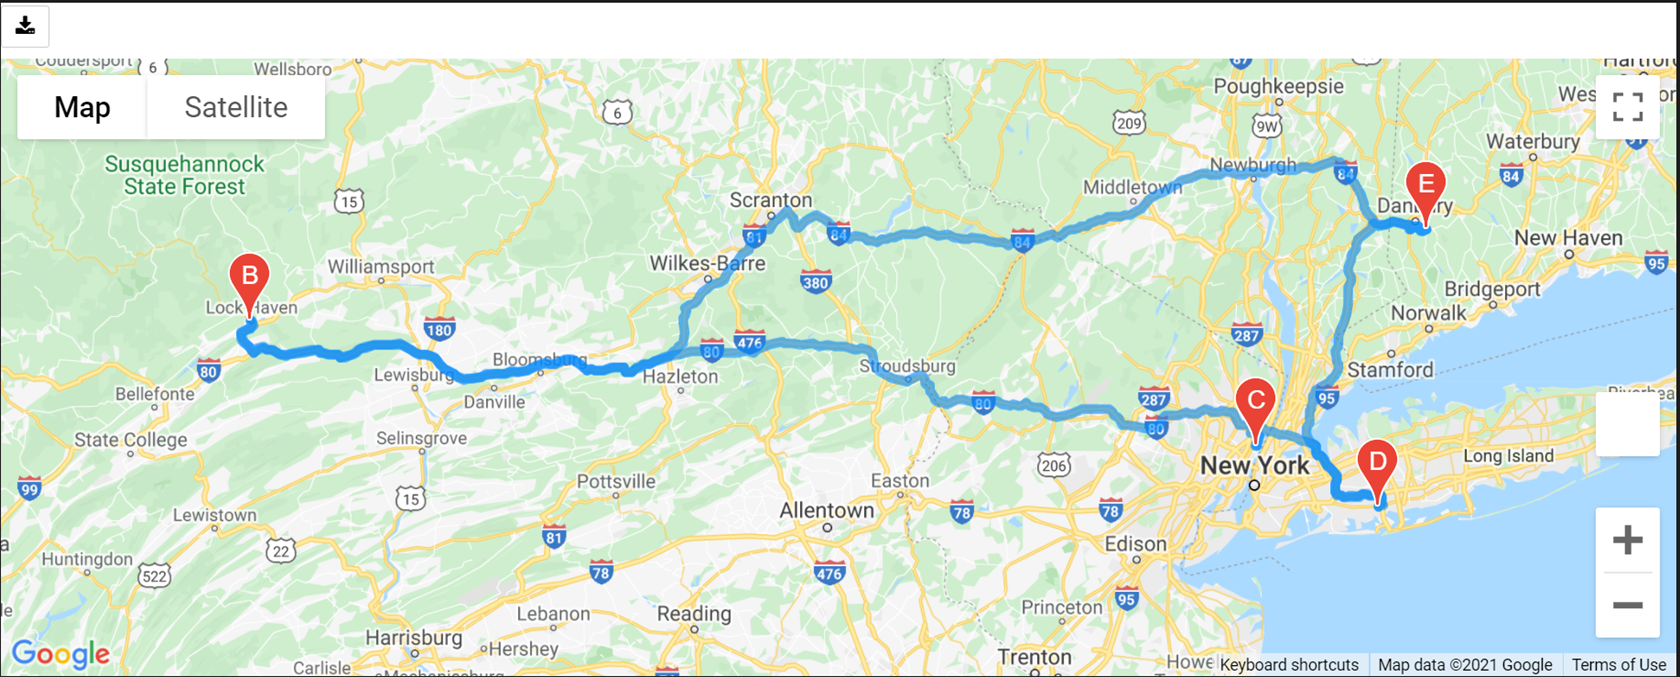 Coudersport
6
Wellsboro
87
Map
Satellite
Poughkeepsie
6
209
9W
Waterbury
91
Susquehannock
State Forest
Newburgh
84
84
15
Middletown
Scranton
Danbury
E
81
84
84
New Haven
95
Wilkes-Barre
Williamsport
B
380
Lock Haven
Bridgeport
Norwalk
180
80
476
287
Bloomsburg
Stroudsburg
Lewisburg
Hazleton
Stamford
80
Bellefonte
Danville
80
287
80
C
95
State College
Selinsgrove
206
New York
D
Long Island
99
15
Pottsville
Easton
Allentown
78
78
Lewistown
81
Edison
22
Huntingdon
522
78
476
95
Lebanon
Reading
Princeton
Harrisburg
Hershey
Trenton
Google
Carlisle
Keyboard shortcuts
Map data ©2021 Google
Terms of Use